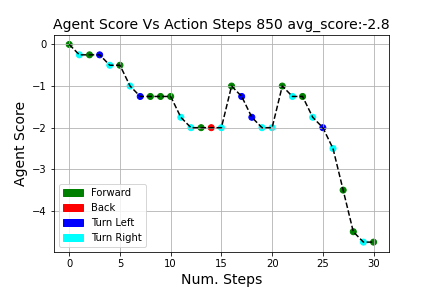 Agent Score Vs Action Steps 850 avg_score:-2.8
0
−1
−2
−3
−4
Agent Score
Forward
Back
Turn Left
Turn Right
0 5 10 15 20 25 30
Num. Steps